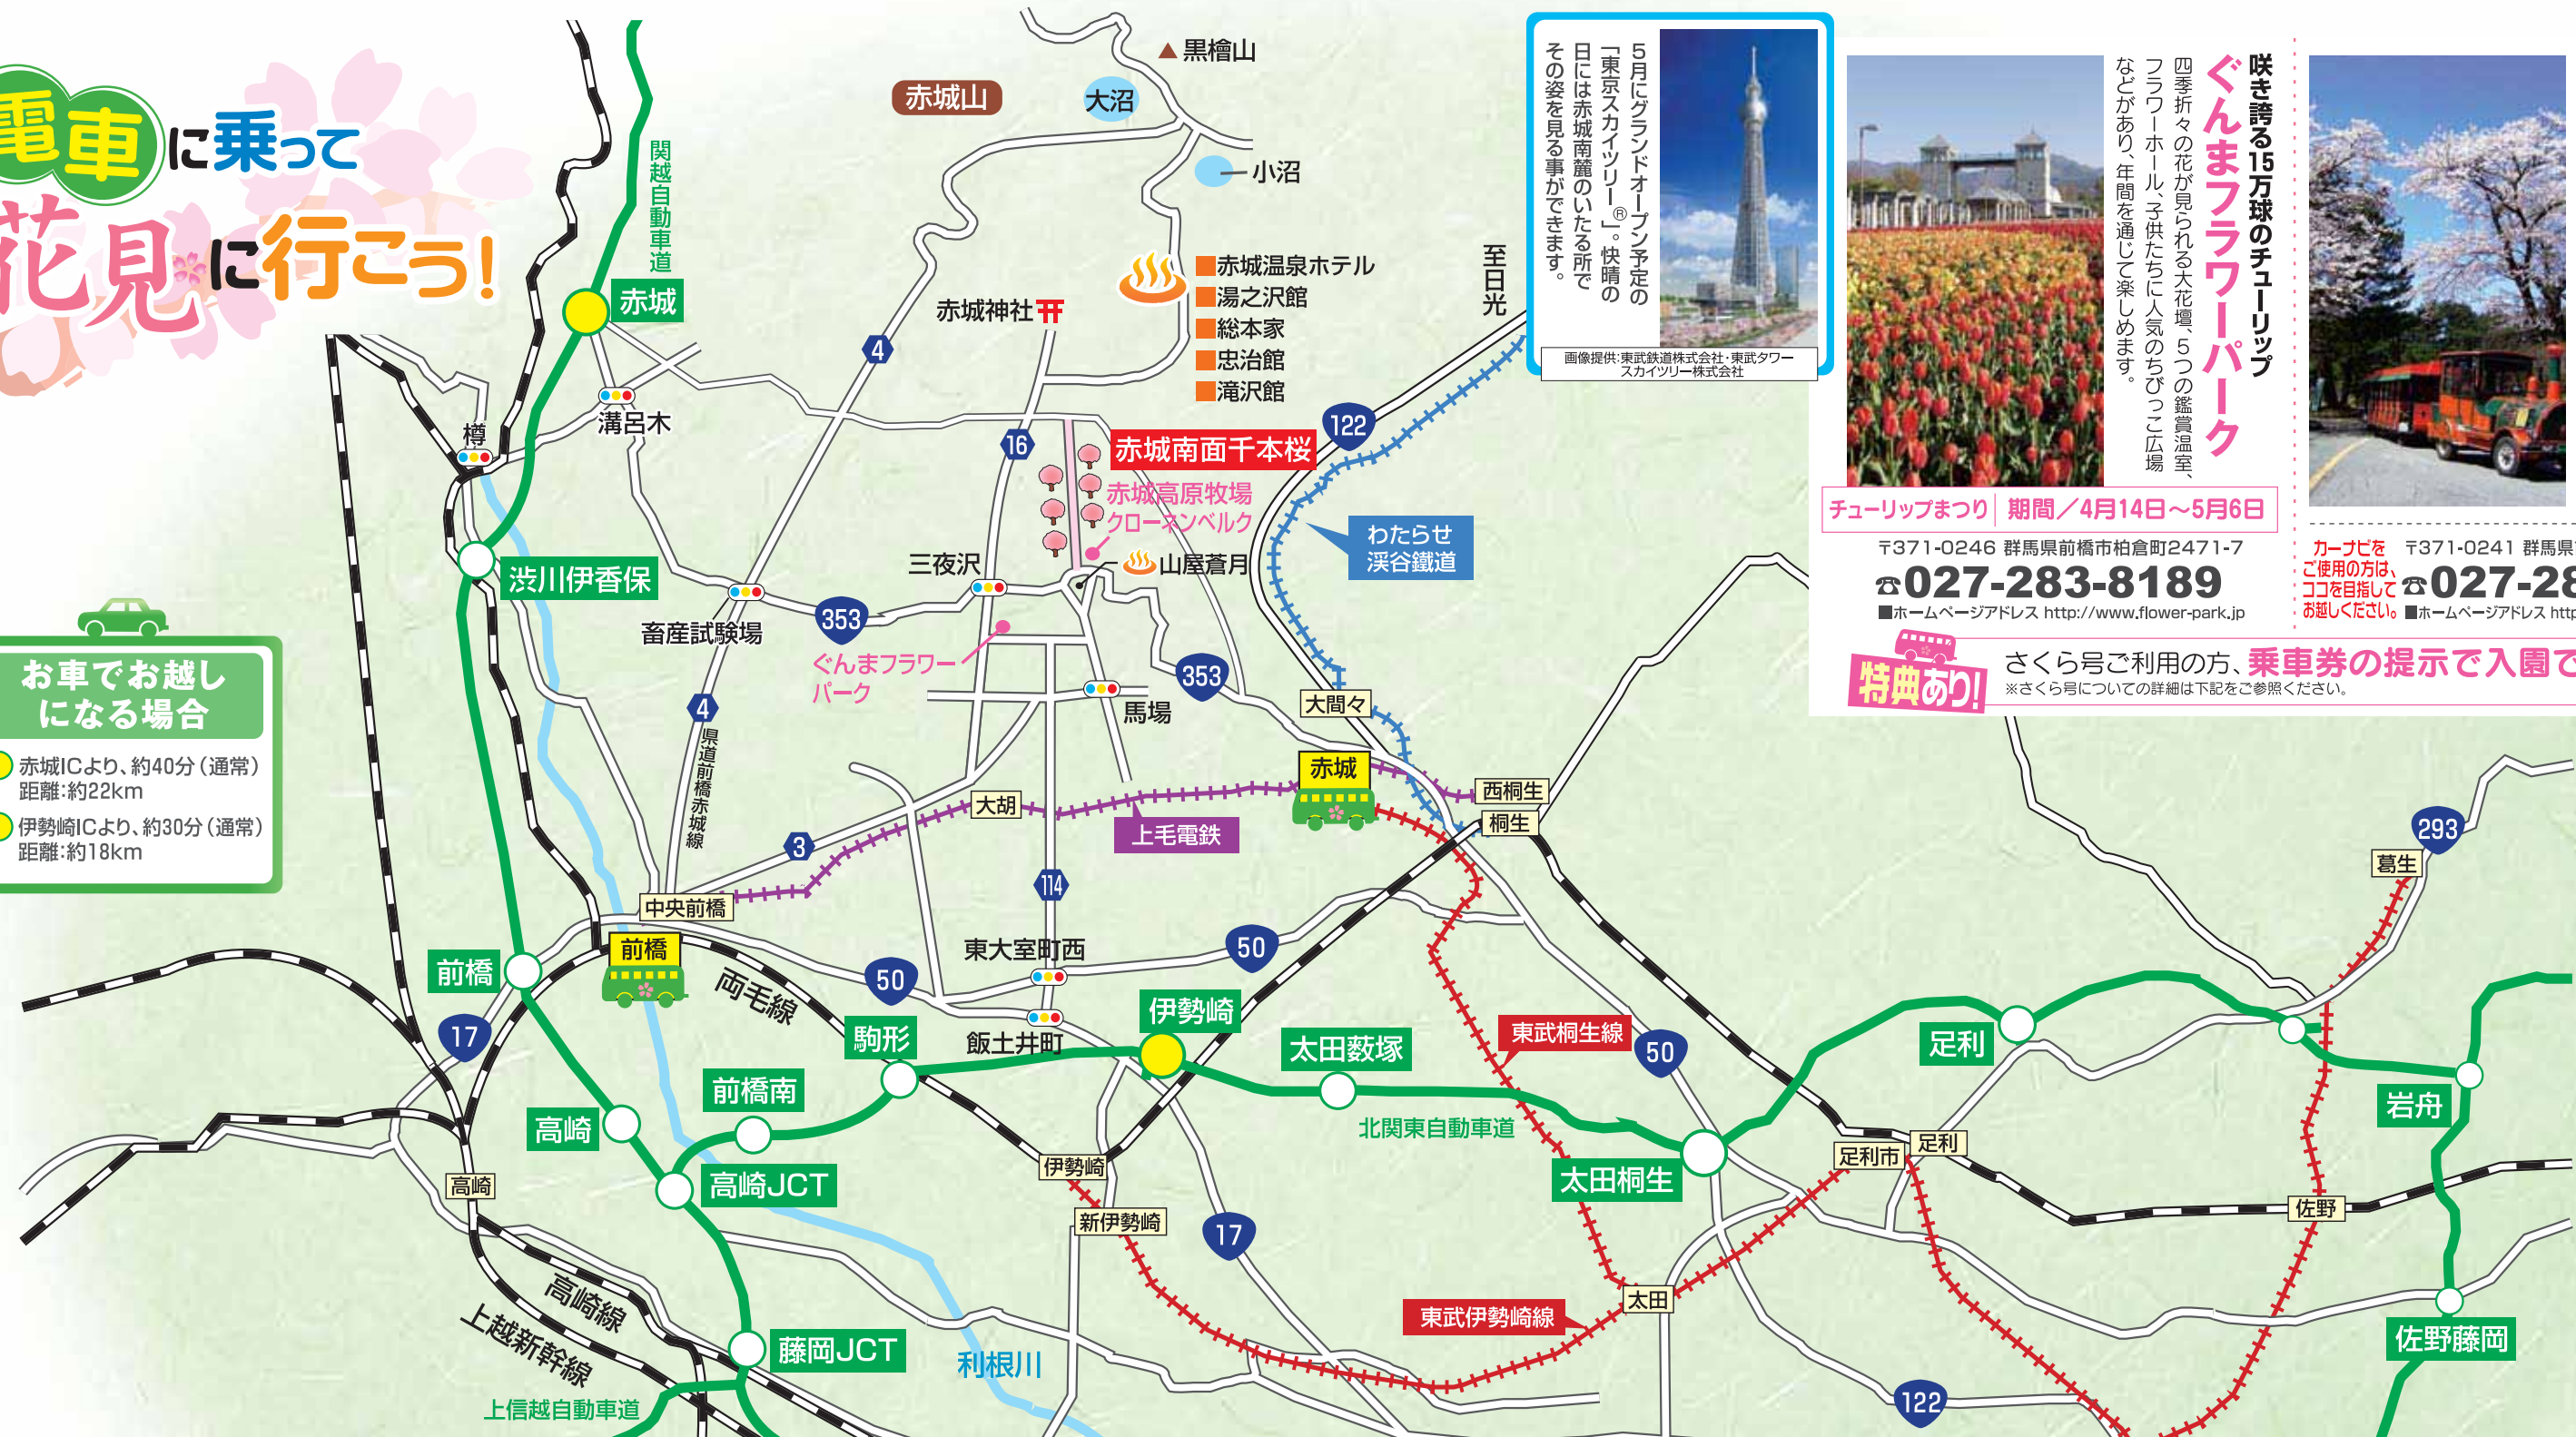 電車に乗って
花見に行こう!
関越自動車道
赤城
溝呂木
樽
渋川伊香保
お車でお越し
になる場合
赤城ICより、約40分(通常)
距離:約22km
伊勢崎ICより、約30分(通常)
距離:約18km
▲黒檜山
赤城山
大沼
小沼
赤城神社
■赤城温泉ホテル
■湯之沢館
■総本家
■忠治館
■滝沢館
4
16
122
至日光
赤城南面千本桜
赤城高原牧場
クローネンベルク
わたらせ
渓谷鐵道
三夜沢
山屋蒼月
畜産試験場
353
ぐんまフラワー
パーク
353
馬場
4
県道前橋赤城線
大間々
赤城
西桐生
桐生
大胡
上毛電鉄
3
114
中央前橋
前橋
前橋
両毛線
50
東大室町西
50
飯土井町
17
駒形
伊勢崎
太田薮塚
東武桐生線
50
足利
293
葛生
岩舟
前橋南
高崎
高崎JCT
北関東自動車道
太田桐生
足利市
足利
佐野
高崎
伊勢崎
新伊勢崎
17
太田
東武伊勢崎線
高崎線
上越新幹線
藤岡JCT
利根川
上信越自動車道
122
佐野藤岡
5月にグランドオープン予定の
「東京スカイツリー®」。快晴の
日には赤城南麓のいたる所で
その姿を見る事ができます。
画像提供:東武鉄道株式会社・東武タワー
スカイツリー株式会社
咲き誇る15万球のチューリップ
ぐんまフラワーパーク
四季折々の花が見られる大花壇、5つの鑑賞温室、
フラワーホール、子供たちに人気のちびっこ広場
などがあり、年間を通じて楽しめます。
チューリップまつり 期間/4月14日〜5月6日
〒371-0246 群馬県前橋市柏倉町2471-7
☎027-283-8189
■ホームページアドレス http://www.flower-park.jp
カーナビを
ご使用の方は、
ココを目指して
お越しください。
〒371-0241 群馬県
☎027-28
■ホームページアドレス http
特典あり!
さくら号ご利用の方、乗車券の提示で入園で
※さくら号についての詳細は下記をご参照ください。